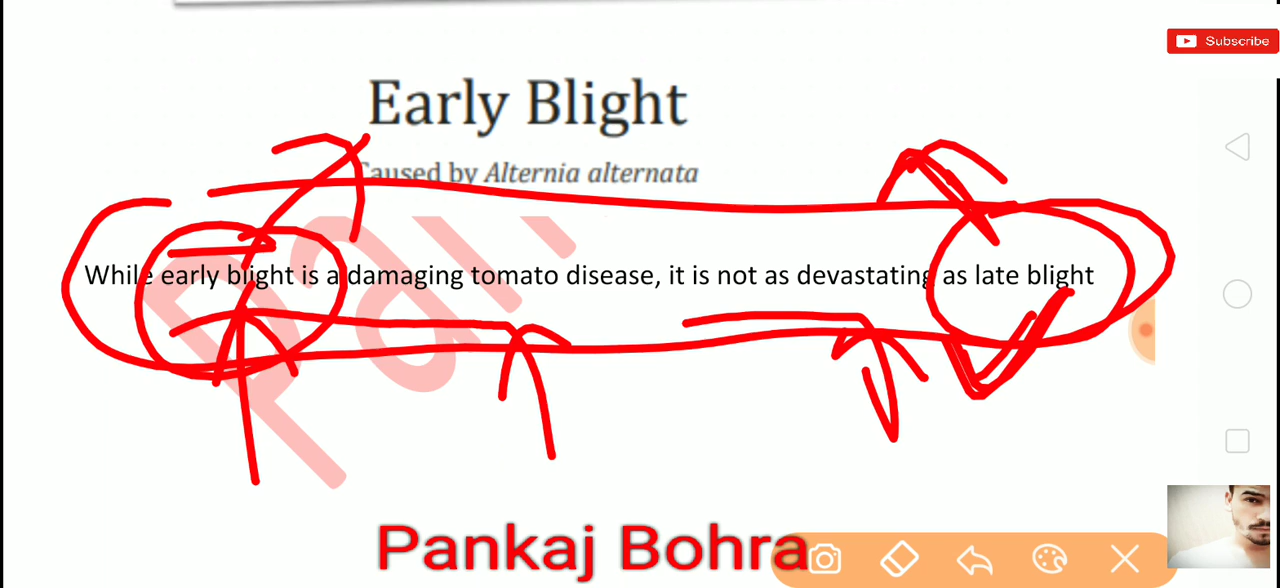 Subscribe
Early Blight
Caused by Alternia alternata
While early blight is a damaging tomato disease, it is not as devastating as late blight
Pankaj Bohra